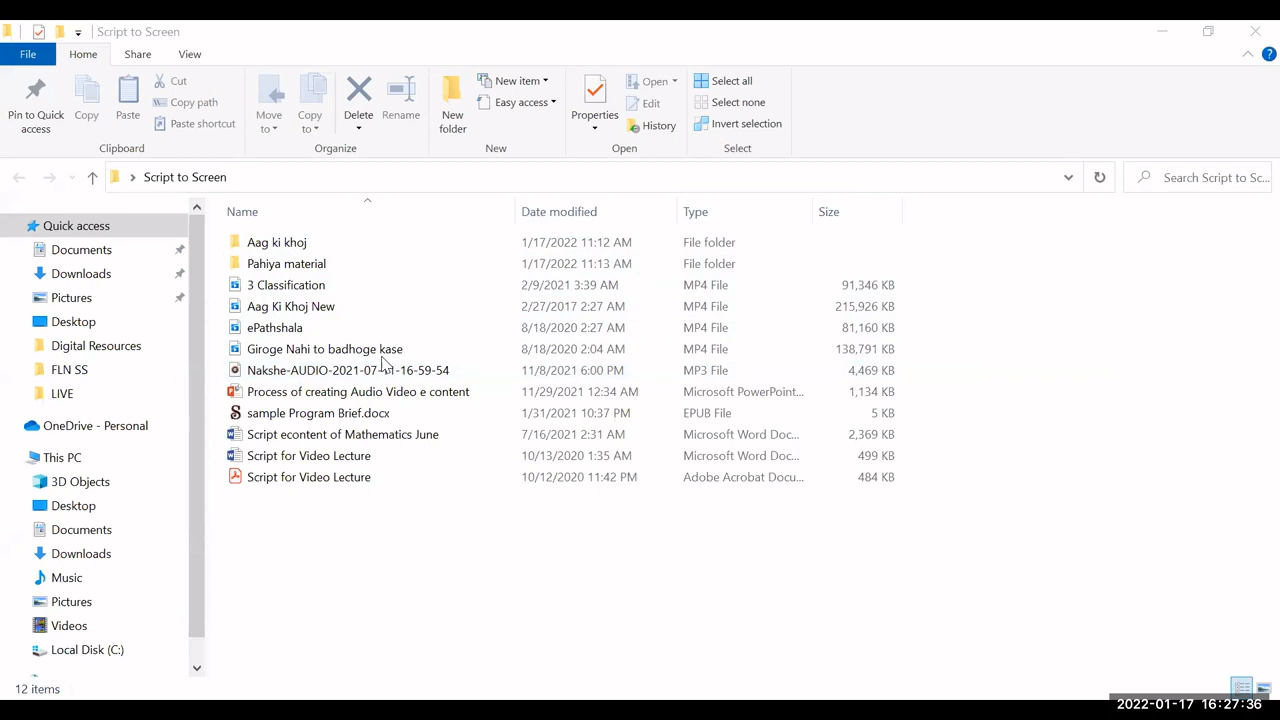 Script to Screen
File Home Share View
Pin to Quick access
Copy
Paste
Cut
Copy path
Paste shortcut
Clipboard
Move to
Copy to
Delete
Rename
Organize
New folder
New item
Easy access
New
Properties
Open
Edit
History
Open
Select all
Select none
Invert selection
Select
Script to Screen
Search Script to Sc...
Name Date modified Type Size
Aag ki khoj 1/17/2022 11:12 AM File folder
Pahiya material 1/17/2022 11:13 AM File folder
3 Classification 2/9/2021 3:39 AM MP4 File 91,346 KB
Aag Ki Khoj New 2/27/2017 2:27 AM MP4 File 215,926 KB
ePathshala 8/18/2020 2:27 AM MP4 File 81,160 KB
Giroge Nahi to badhoge kase 8/18/2020 2:04 AM MP4 File 138,791 KB
11/8/2021 6:00 PM MP3 File 4,469 KB
Process of creating Audio Video e content 11/29/2021 12:34 AM Microsoft PowerPoint... 1,134 KB
sample Program Brief.docx 1/31/2021 10:37 PM EPUB File 5 KB
Script econtent of Mathematics June 7/16/2021 2:31 AM Microsoft Word Doc... 2,369 KB
Script for Video Lecture 10/13/2020 1:35 AM Microsoft Word Doc... 499 KB
Script for Video Lecture 10/12/2020 11:42 PM Adobe Acrobat Docu... 484 KB
Quick access
Documents
Downloads
Pictures
Desktop
Digital Resources
FLN SS
LIVE
OneDrive - Personal
This PC
3D Objects
Desktop
Documents
Downloads
Music
Pictures
Videos
Local Disk (C:)
12 items
2022-01-17 16:27:36